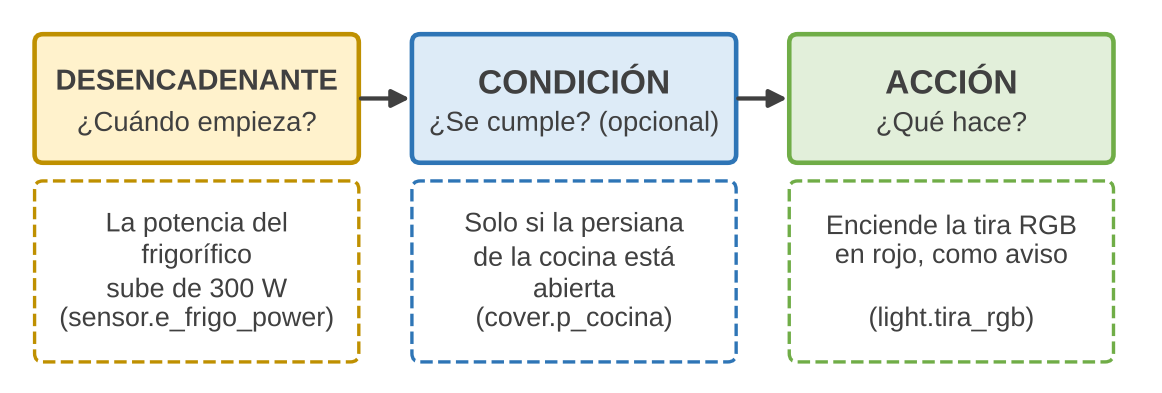 DESENCADENANTE
¿Cuándo empieza?
CONDICIÓN
¿Se cumple? (opcional)
ACCIÓN
¿Qué hace?
La potencia del
frigorífico
sube de 300 W
(sensor.e_frigo_power)
Solo si la persiana
de la cocina está
abierta
(cover.p_cocina)
Enciende la tira RGB
en rojo, como aviso
(light.tira_rgb)